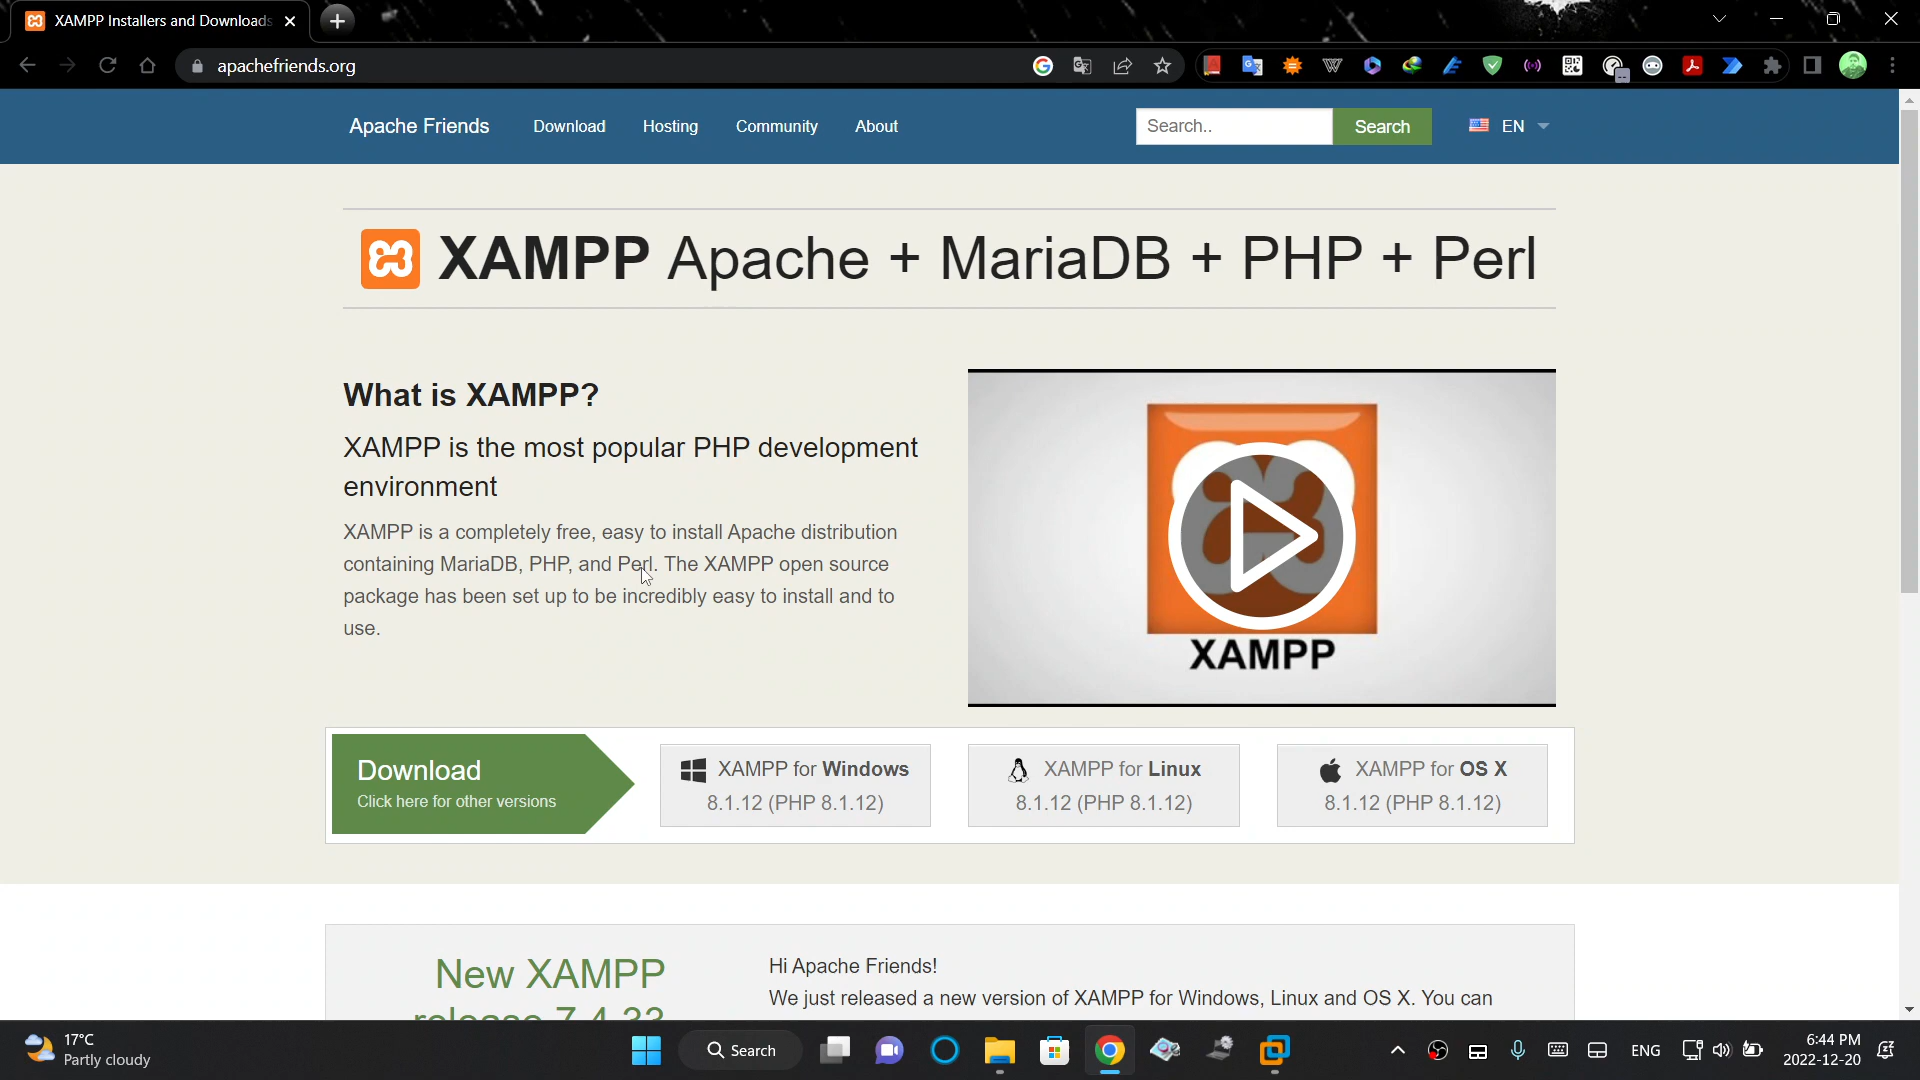 XAMPP Installers and Downloads
apachefriends.org
Apache Friends
Download
Hosting
Community
About
Search..
Search
EN
XAMPP Apache + MariaDB + PHP + Perl
What is XAMPP?
XAMPP is the most popular PHP development
environment
XAMPP is a completely free, easy to install Apache distribution
containing MariaDB, PHP, and Perl. The XAMPP open source
package has been set up to be incredibly easy to install and to
use.
XAMPP
Download
Click here for other versions
XAMPP for Windows
8.1.12 (PHP 8.1.12)
XAMPP for Linux
8.1.12 (PHP 8.1.12)
XAMPP for OS X
8.1.12 (PHP 8.1.12)
New XAMPP
release 7.4.33
Hi Apache Friends!
We just released a new version of XAMPP for Windows, Linux and OS X. You can
17°C
Partly cloudy
Search
ENG
6:44 PM
2022-12-20